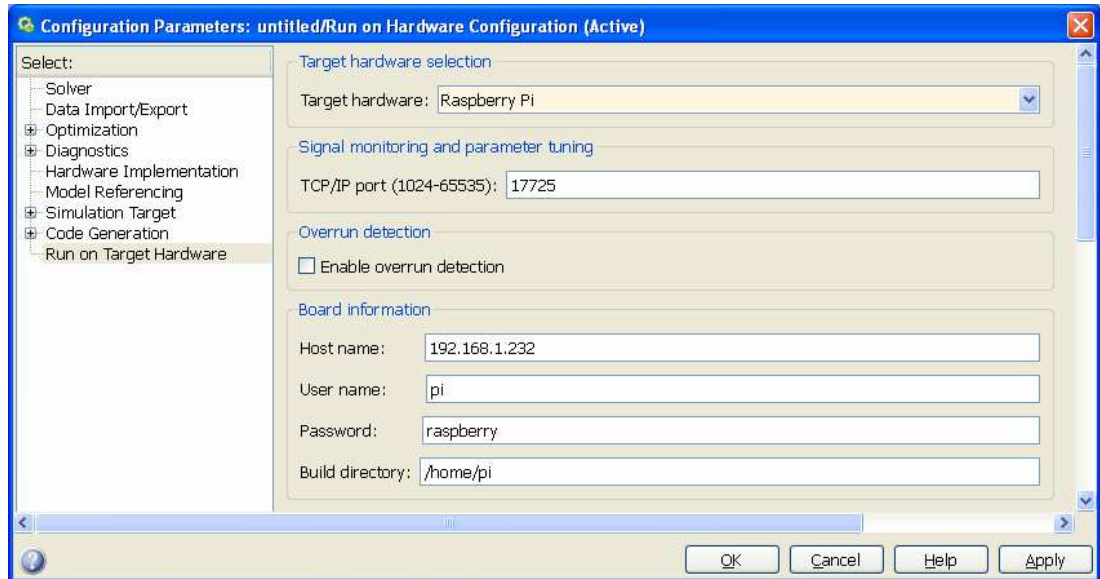 Configuration Parameters: untitled/Run on Hardware Configuration (Active)
Select:
Solver
Data Import/Export
Optimization
Diagnostics
Hardware Implementation
Model Referencing
Simulation Target
Code Generation
Run on Target Hardware
Target hardware selection
Target hardware: Raspberry Pi
Signal monitoring and parameter tuning
TCP/IP port (1024-65535): 17725
Overrun detection
Enable overrun detection
Board information
Host name: 192.168.1.232
User name: pi
Password: raspberry
Build directory: /home/pi
OK Cancel Help Apply